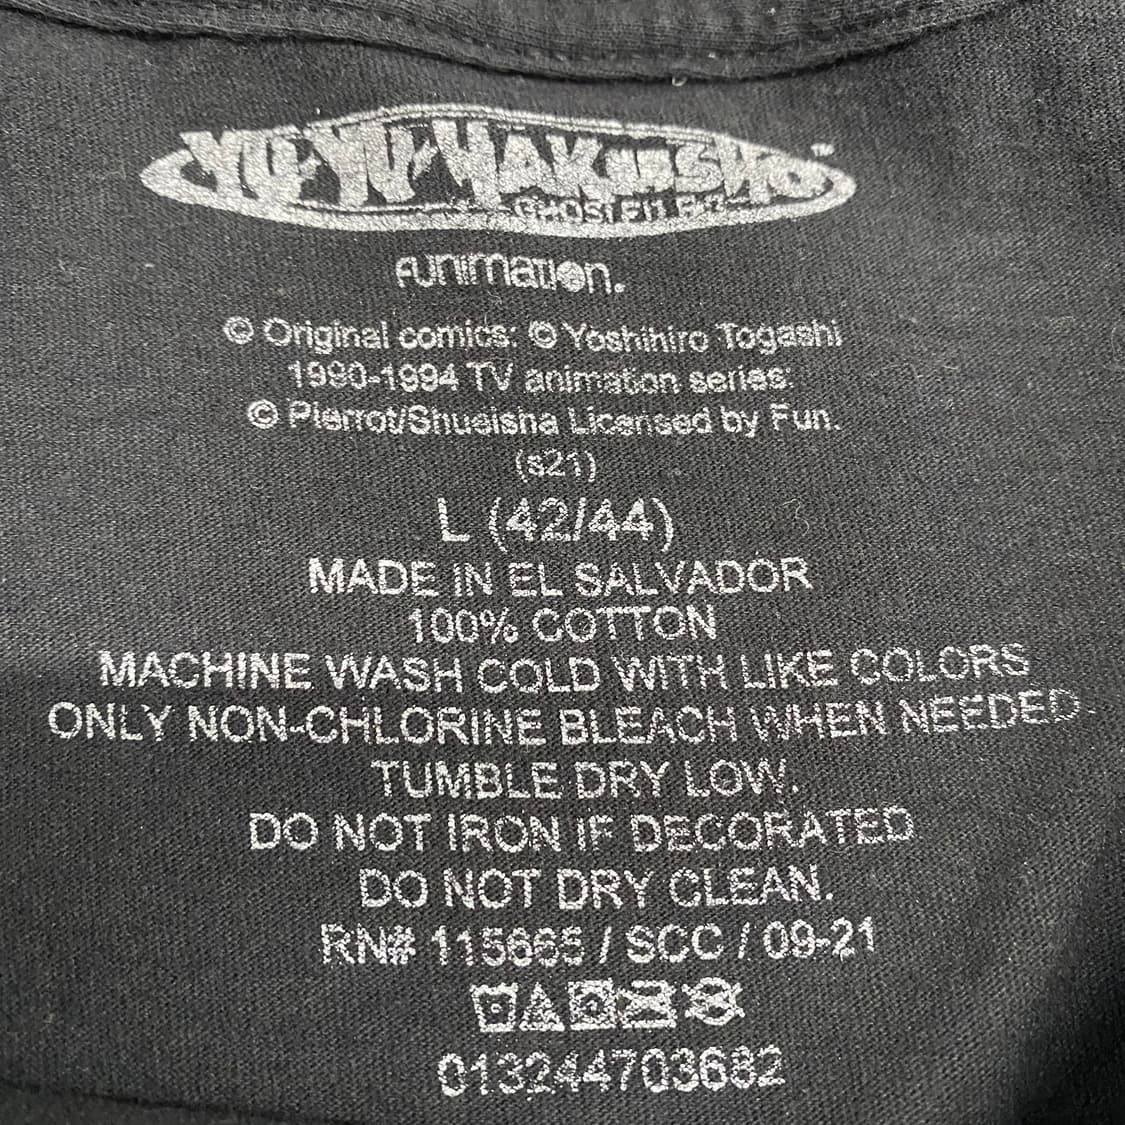 YU YU HAKUSHO
GHOST FILES
FUNimation.
© Original comics: © Yoshihiro Togashi
1990-1994 TV animation series:
© Pierrot/Shueisha Licensed by Fun.
(s21)
L (42/44)
MADE IN EL SALVADOR
100% COTTON
MACHINE WASH COLD WITH LIKE COLORS
ONLY NON-CHLORINE BLEACH WHEN NEEDED.
TUMBLE DRY LOW.
DO NOT IRON IF DECORATED
DO NOT DRY CLEAN.
RN# 115665 / SCC / 09-21
013244703682